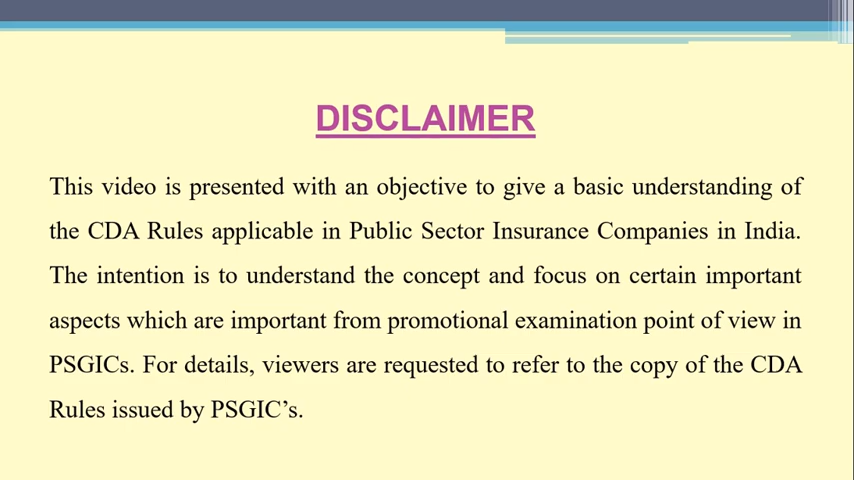 DISCLAIMER
This video is presented with an objective to give a basic understanding of
the CDA Rules applicable in Public Sector Insurance Companies in India.
The intention is to understand the concept and focus on certain important
aspects which are important from promotional examination point of view in
PSGICs. For details, viewers are requested to refer to the copy of the CDA
Rules issued by PSGIC’s.